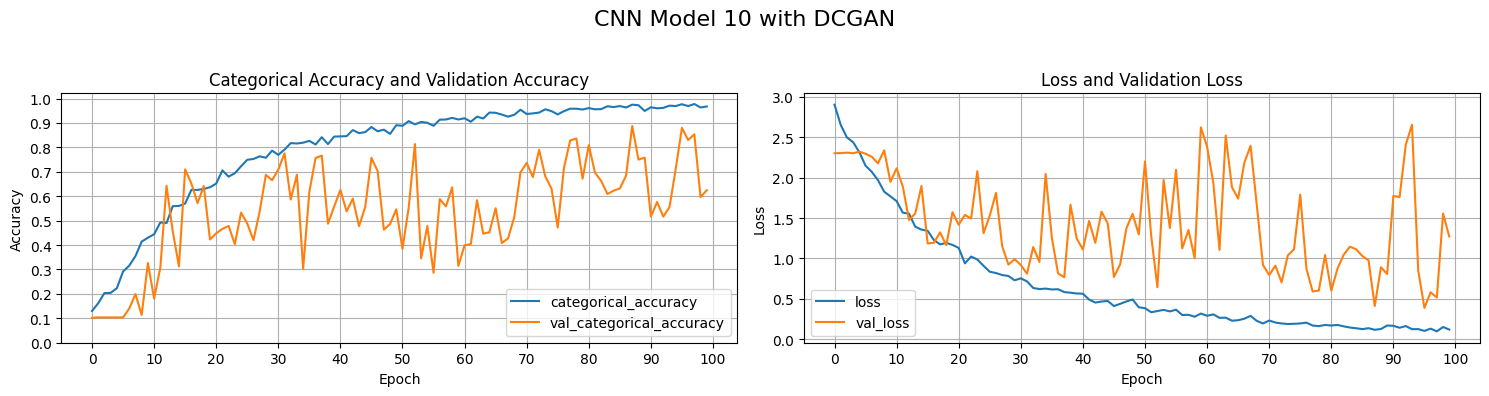 CNN Model 10 with DCGAN
Categorical Accuracy and Validation Accuracy
1.0
0.9
0.8
0.7
0.6
0.5
0.4
0.3
0.2
0.1
0.0
Accuracy
categorical_accuracy
val_categorical_accuracy
0 10 20 30 40 50 60 70 80 90 100
Epoch
Loss and Validation Loss
3.0
2.5
2.0
1.5
1.0
0.5
0.0
Loss
loss
val_loss
0 10 20 30 40 50 60 70 80 90 100
Epoch